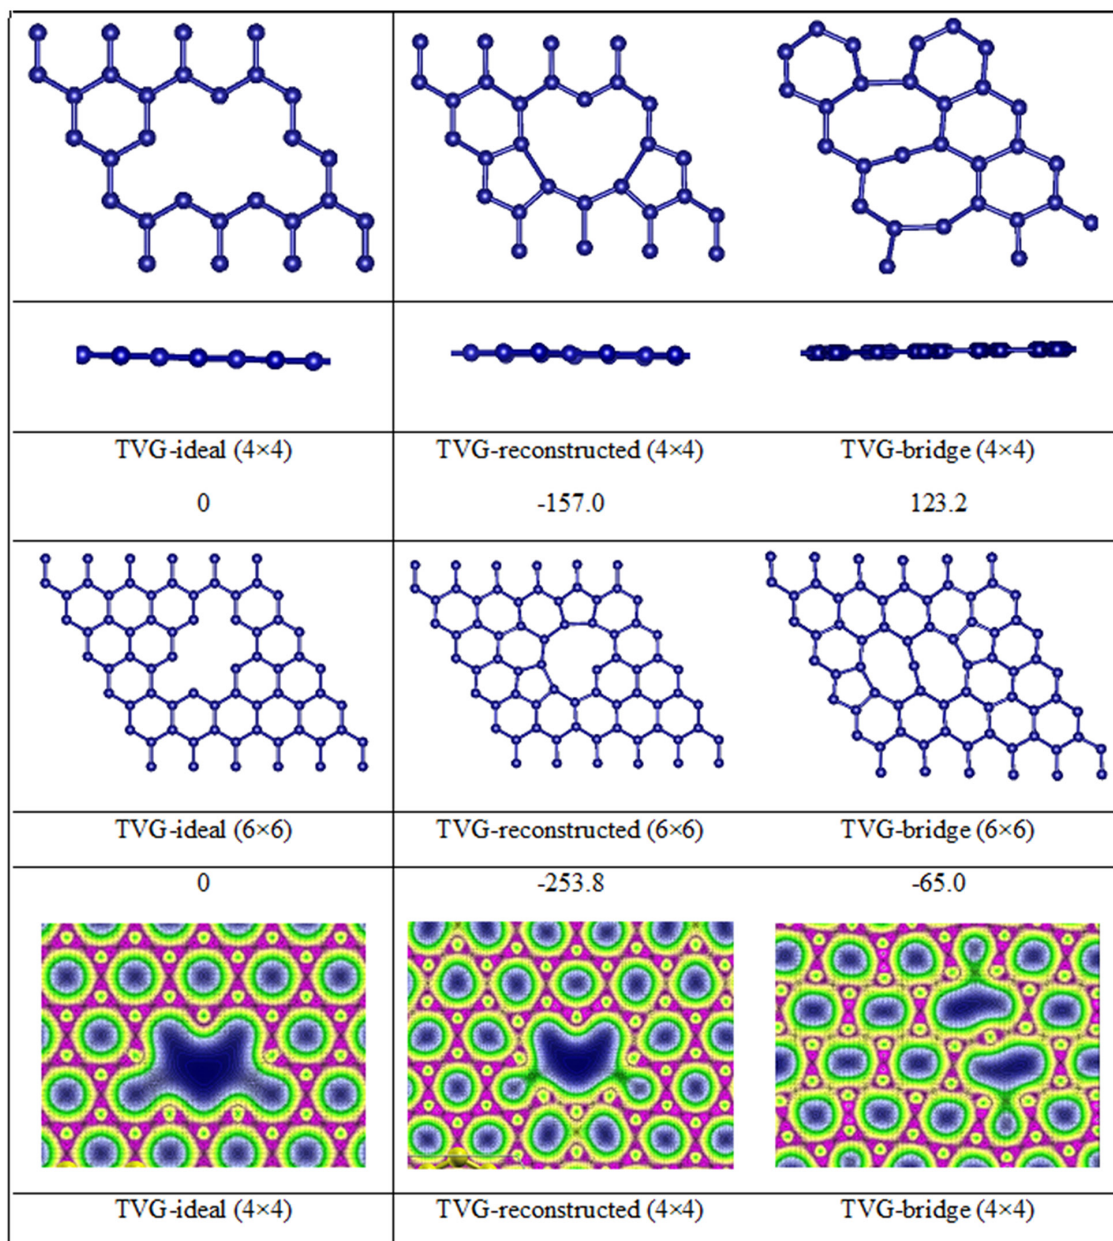 TVG-ideal (4×4) TVG-reconstructed (4×4) TVG-bridge (4×4)
0 -157.0 123.2
TVG-ideal (6×6) TVG-reconstructed (6×6) TVG-bridge (6×6)
0 -253.8 -65.0
TVG-ideal (4×4) TVG-reconstructed (4×4) TVG-bridge (4×4)